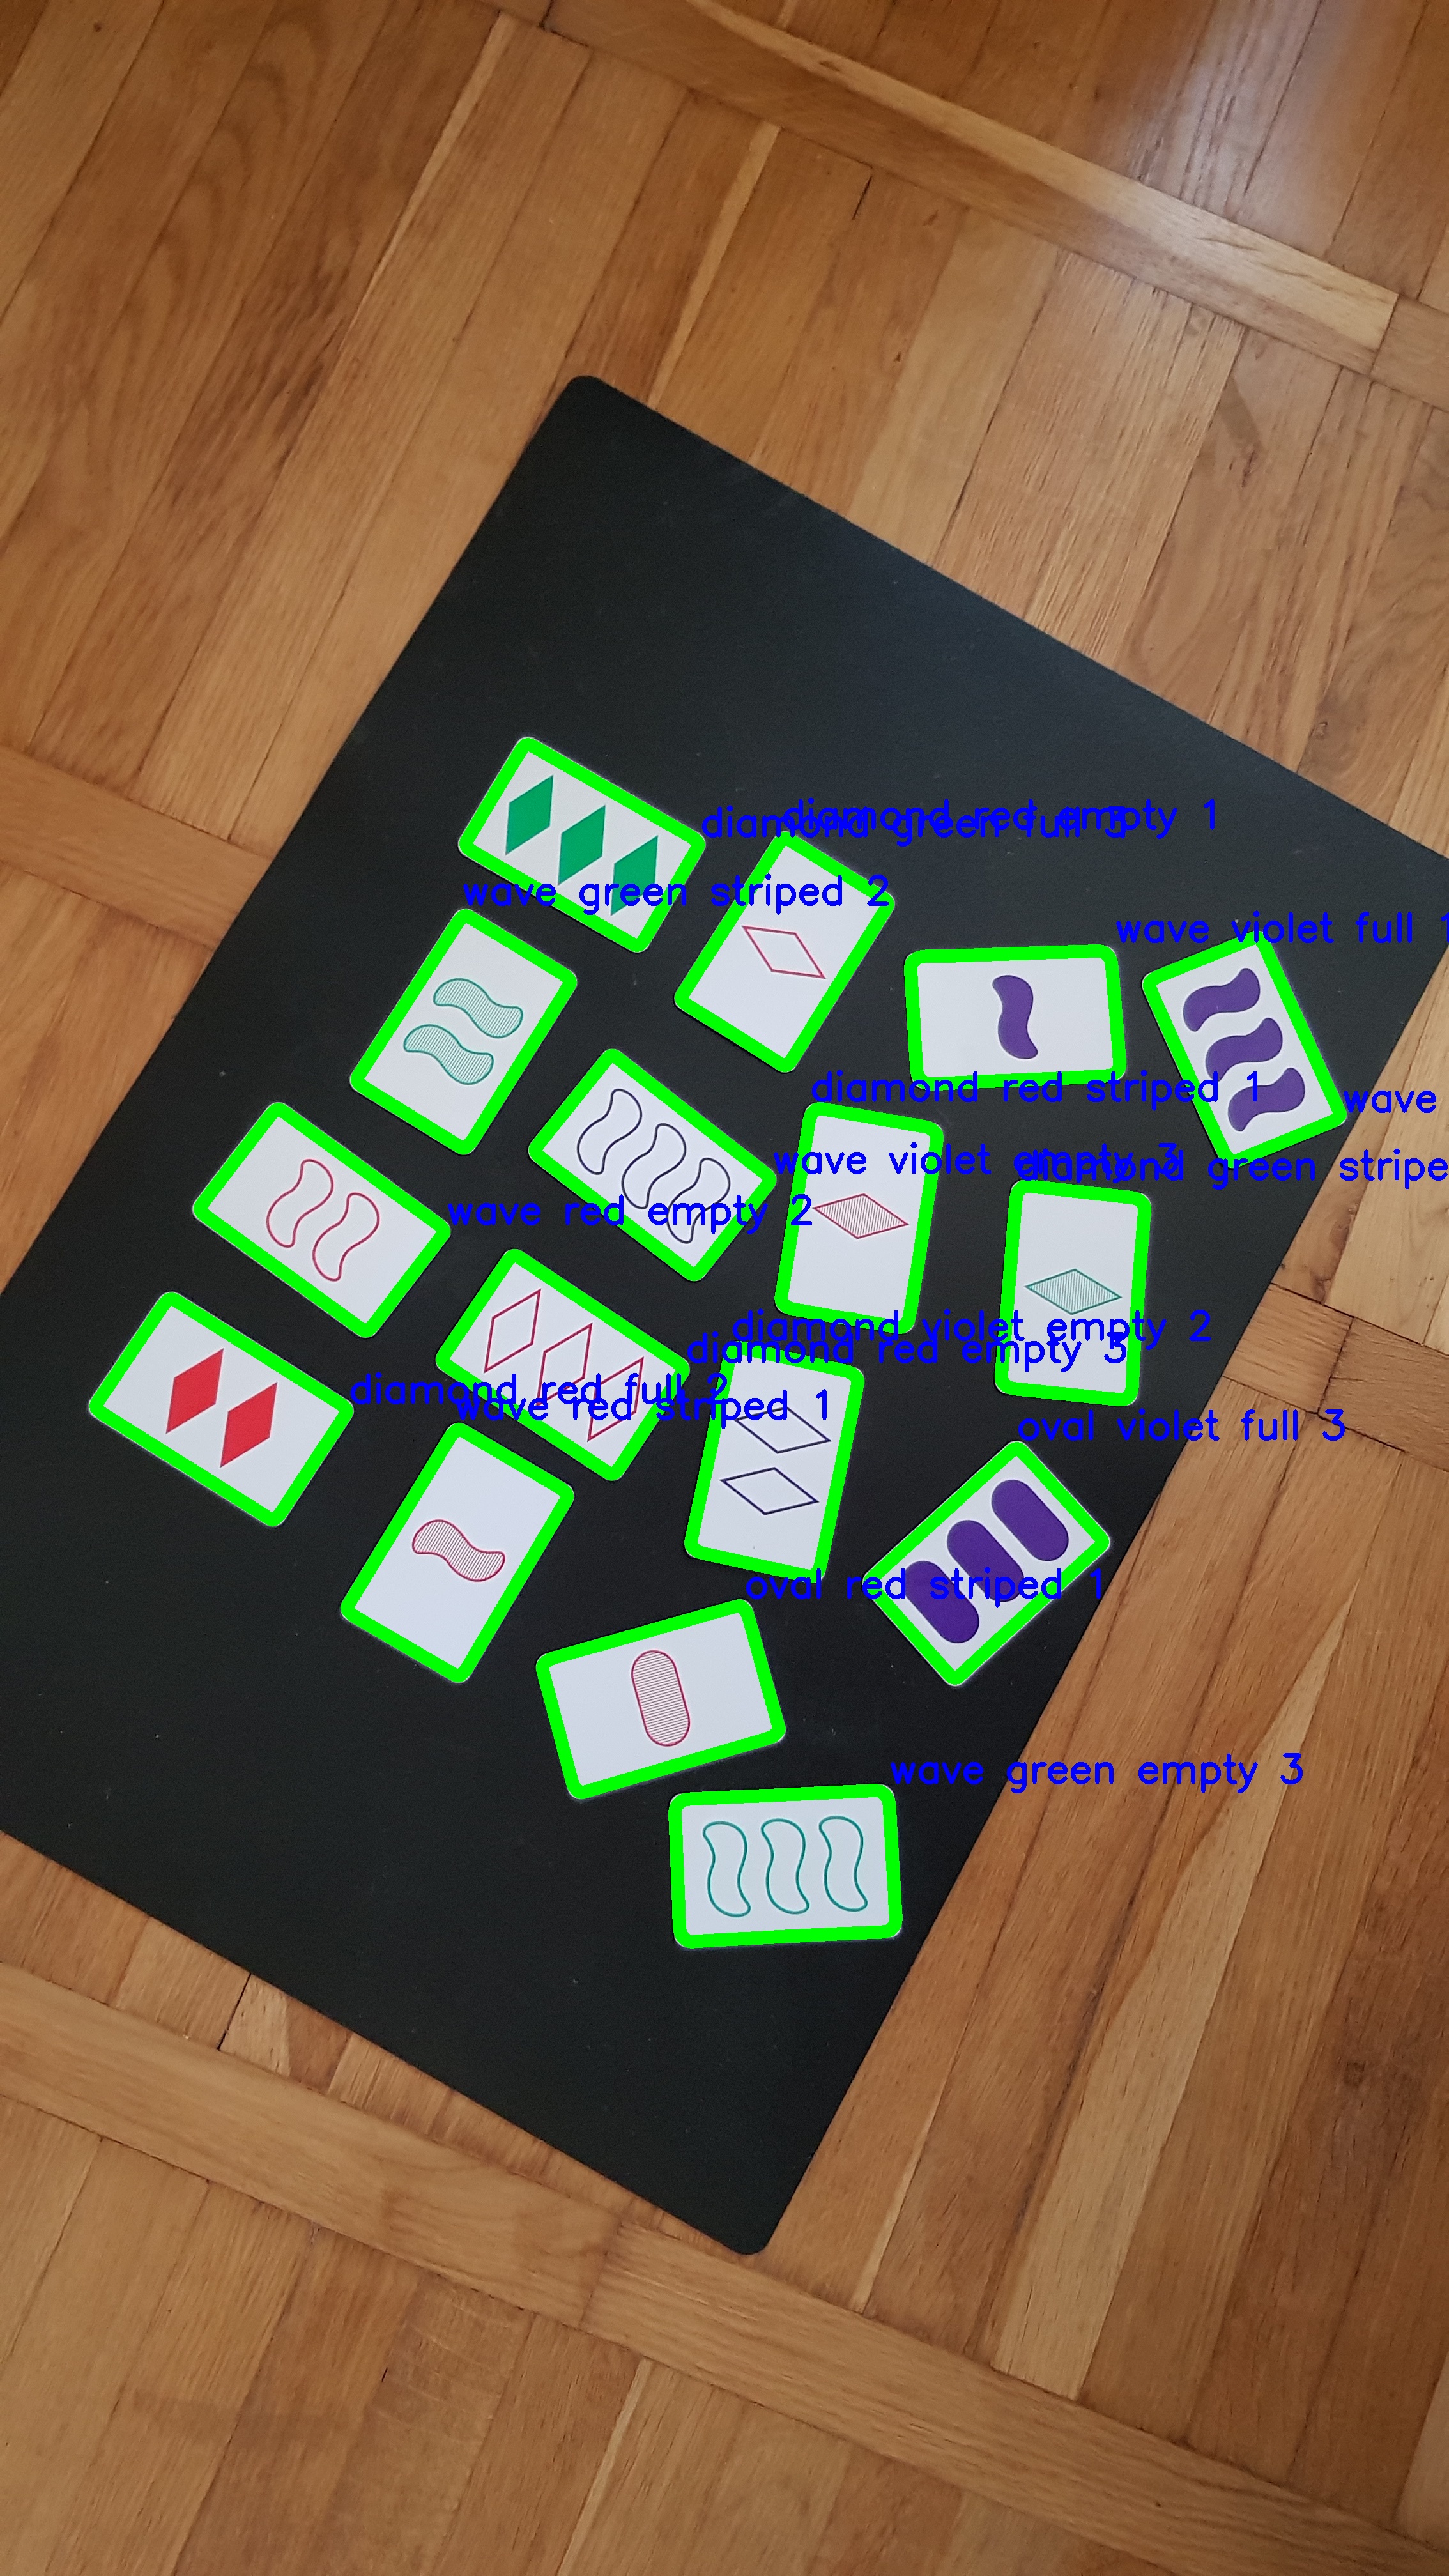 diamond red empty 1
diamond green full 3
wave green striped 2
wave violet full 1
diamond red striped 1
wave
wave violet empty 3
diamond green stripe
wave red empty 2
diamond violet empty 2
diamond red empty 3
diamond red full 2
wave red striped 1
oval violet full 3
oval red striped 1
wave green empty 3